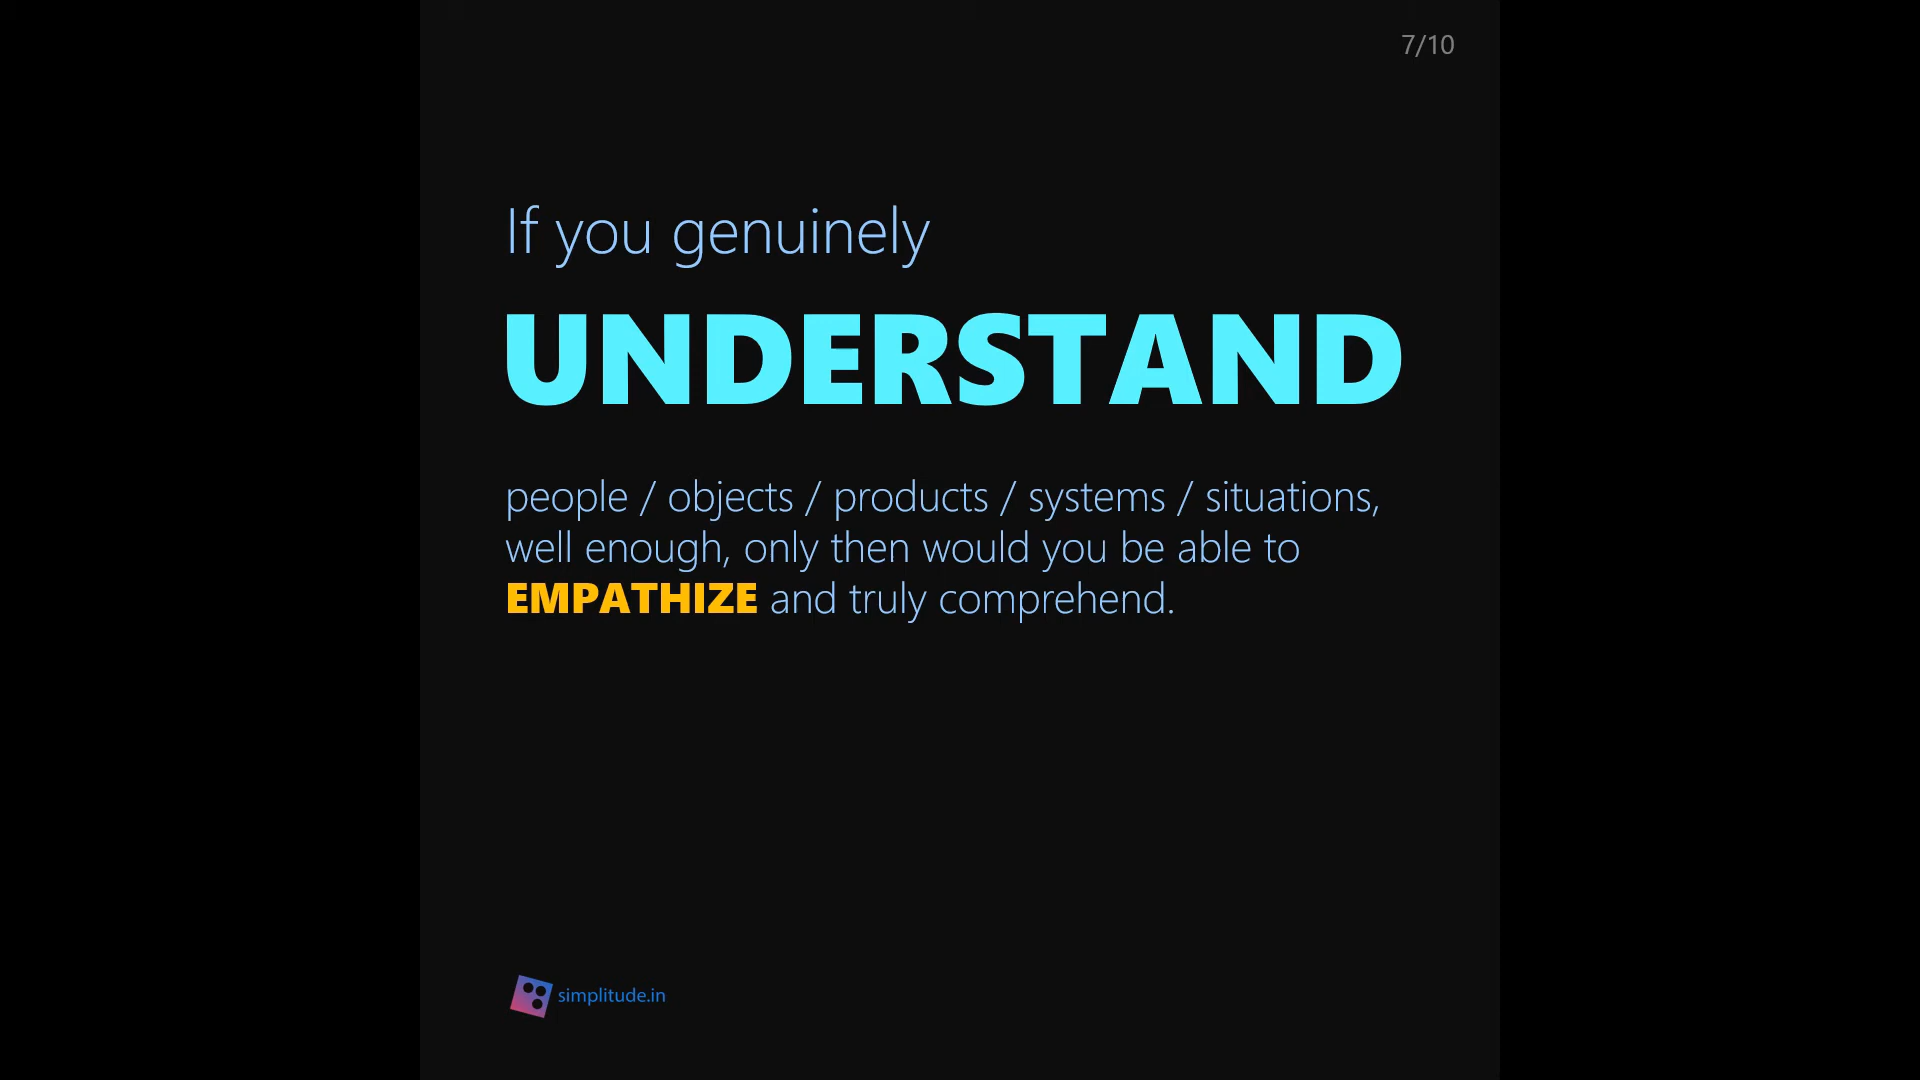 7/10
If you genuinely
UNDERSTAND
people / objects / products / systems / situations,
well enough, only then would you be able to
EMPATHIZE and truly comprehend.
simplitude.in